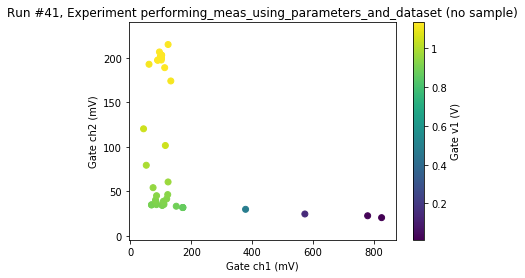 Run #41, Experiment performing_meas_using_parameters_and_dataset (no sample)
200
150
100
50
0
Gate ch2 (mV)
0 200 400 600 800
Gate ch1 (mV)
1
0.8
0.6
0.4
0.2
Gate v1 (V)